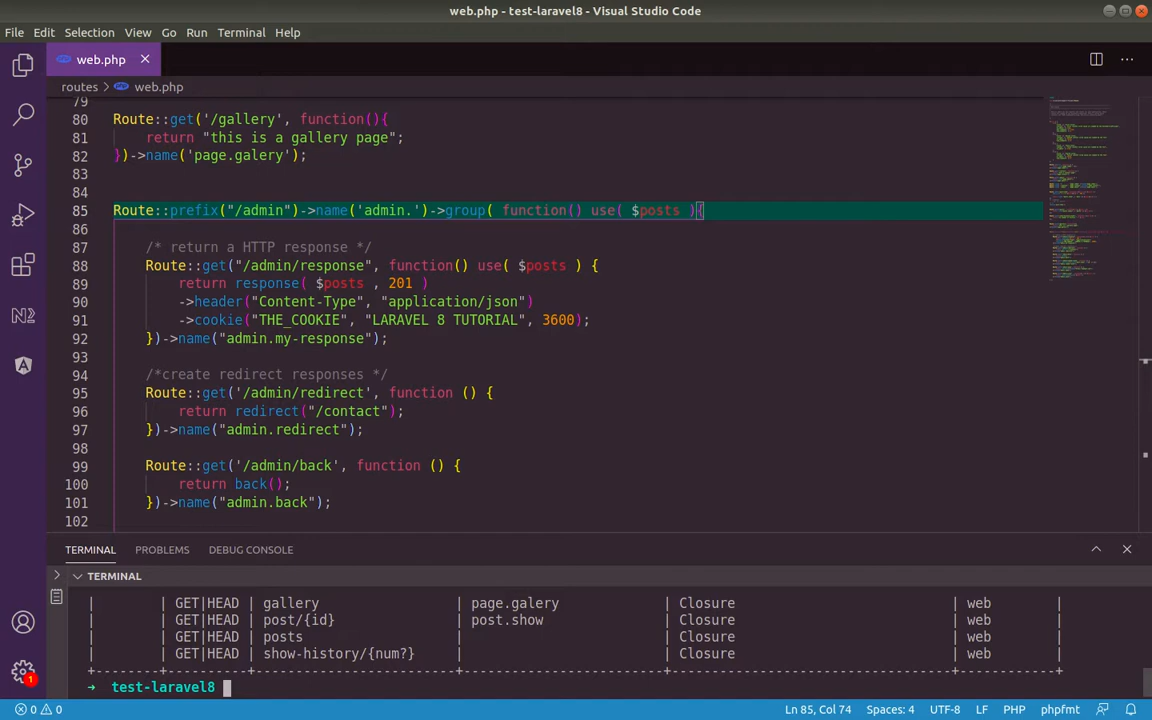 web.php - test-laravel8 - Visual Studio Code
File Edit Selection View Go Run Terminal Help
web.php
routes > web.php
79
80 Route::get('/gallery', function(){
81 return "this is a gallery page";
82 })->name('page.galery');
83
84
85 Route::prefix("/admin")->name('admin.')->group( function() use( $posts ){
86
87 /* return a HTTP response */
88 Route::get("/admin/response", function() use( $posts ) {
89 return response( $posts , 201 )
90 ->header("Content-Type", "application/json")
91 ->cookie("THE_COOKIE", "LARAVEL 8 TUTORIAL", 3600);
92 })->name("admin.my-response");
93
94 /*create redirect responses */
95 Route::get('/admin/redirect', function () {
96 return redirect("/contact");
97 })->name("admin.redirect");
98
99 Route::get('/admin/back', function () {
100 return back();
101 })->name("admin.back");
102
TERMINAL PROBLEMS DEBUG CONSOLE
TERMINAL
| | GET|HEAD | gallery | page.galery | Closure | web |
| | GET|HEAD | post/{id} | post.show | Closure | web |
| | GET|HEAD | posts | | Closure | web |
| | GET|HEAD | show-history/{num?} | | Closure | web |
+--------+----------+------------------------+------------------------+-----------------------------------+------------+
→ test-laravel8
1
0 0 Ln 85, Col 74 Spaces: 4 UTF-8 LF PHP phpfmt